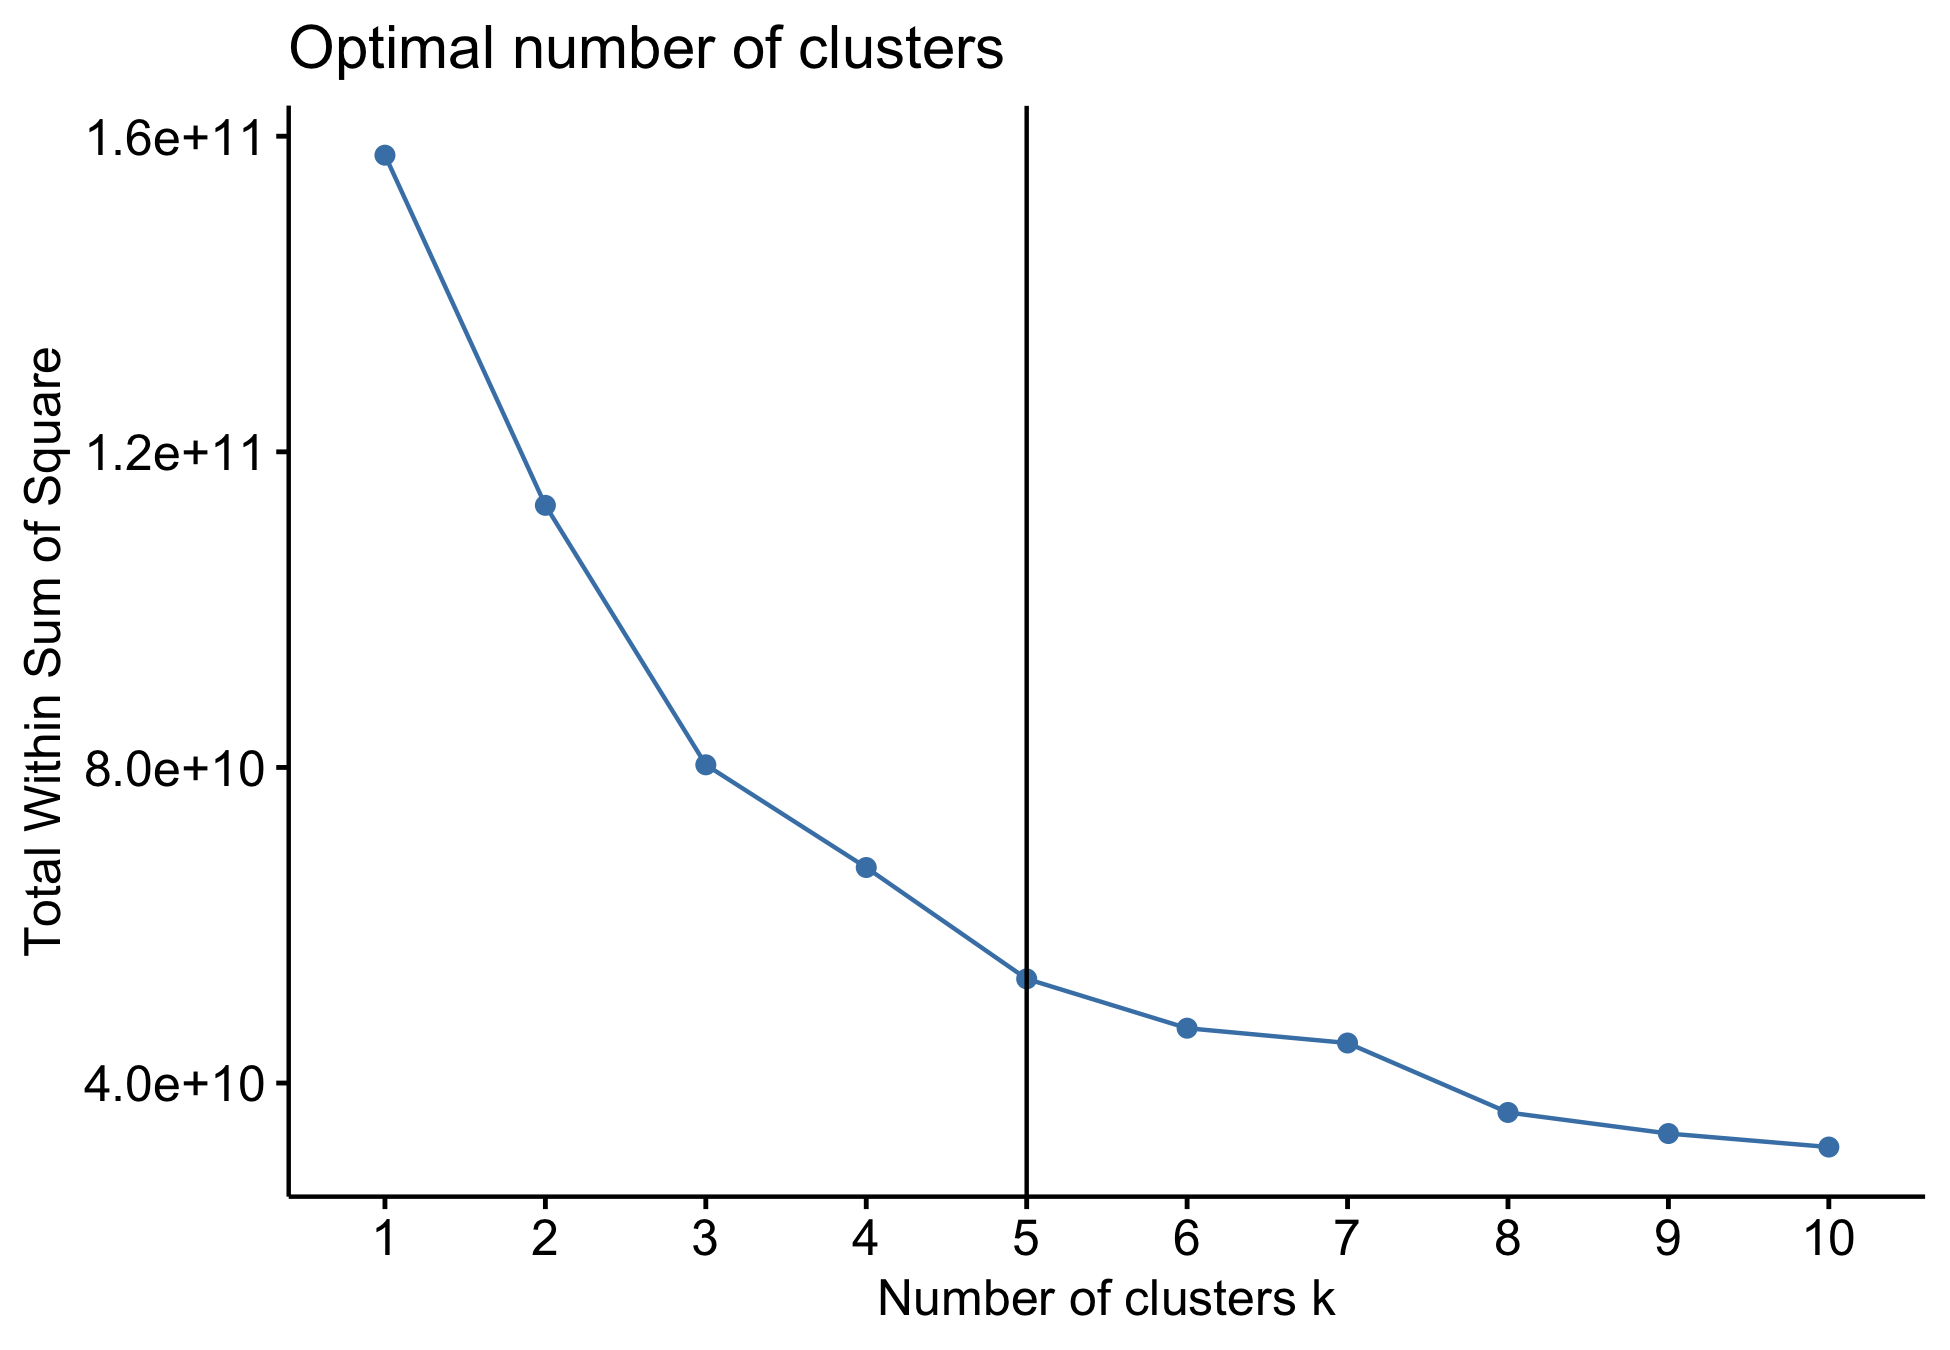 Optimal number of clusters
1.6e+11
1.2e+11
8.0e+10
4.0e+10
Total Within Sum of Square
1 2 3 4 5 6 7 8 9 10
Number of clusters k